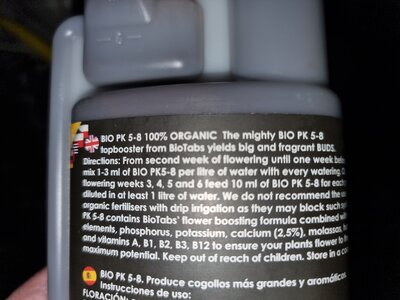 BIO PK 5-8 100% ORGANIC The mighty BIO PK 5-8
topbooster from BioTabs yields big and fragrant BUDS.
Directions: From second week of flowering until one week before
mix 1-3 ml of BIO PK5-8 per litre of water with every watering.
flowering weeks 3, 4, 5 and 6 feed 10 ml of BIO PK 5-8 for each
diluted in at least 1 litre of water. We do not recommend the use
organic fertilisers with drip irrigation as they may block such
PK 5-8 contains BioTabs' flower boosting formula combined
elements, phosphorus, potassium, calcium (2,5%), molasses,
and vitamins A, B1, B2, B3, B12 to ensure your plants flower to
maximum potential. Keep out of reach of children. Store in a
BIO PK 5-8. Produce cogollos más grandes y aromáticos.
Instrucciones de uso:
FLORACIÓN: